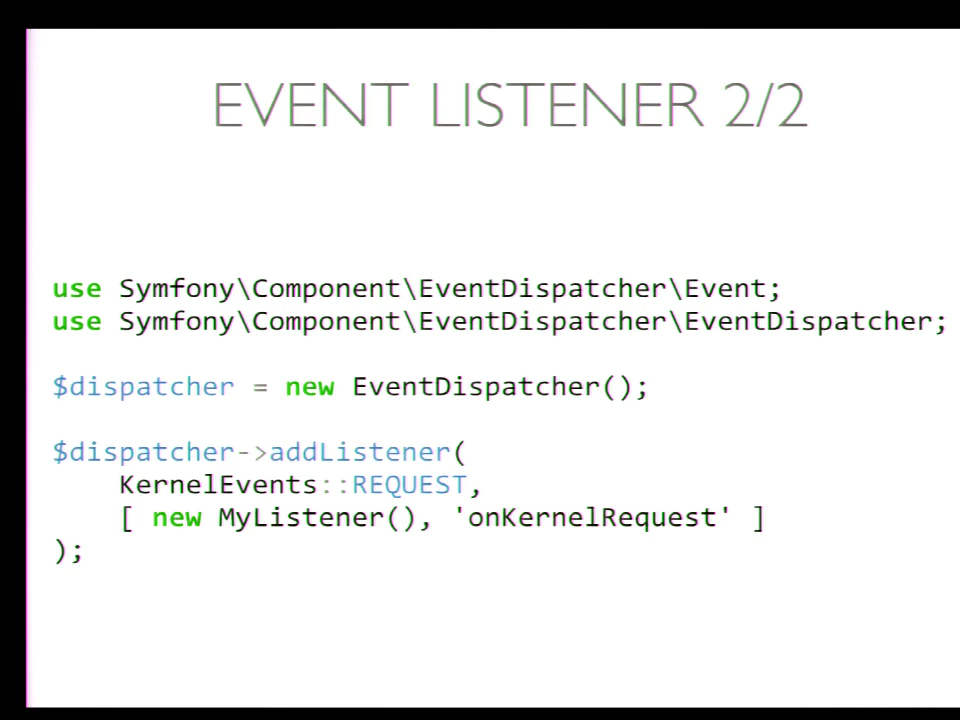 EVENT LISTENER 2/2
use Symfony\Component\EventDispatcher\Event;
use Symfony\Component\EventDispatcher\EventDispatcher;
$dispatcher = new EventDispatcher();
$dispatcher->addListener(
    KernelEvents::REQUEST,
    [ new MyListener(), 'onKernelRequest' ]
);